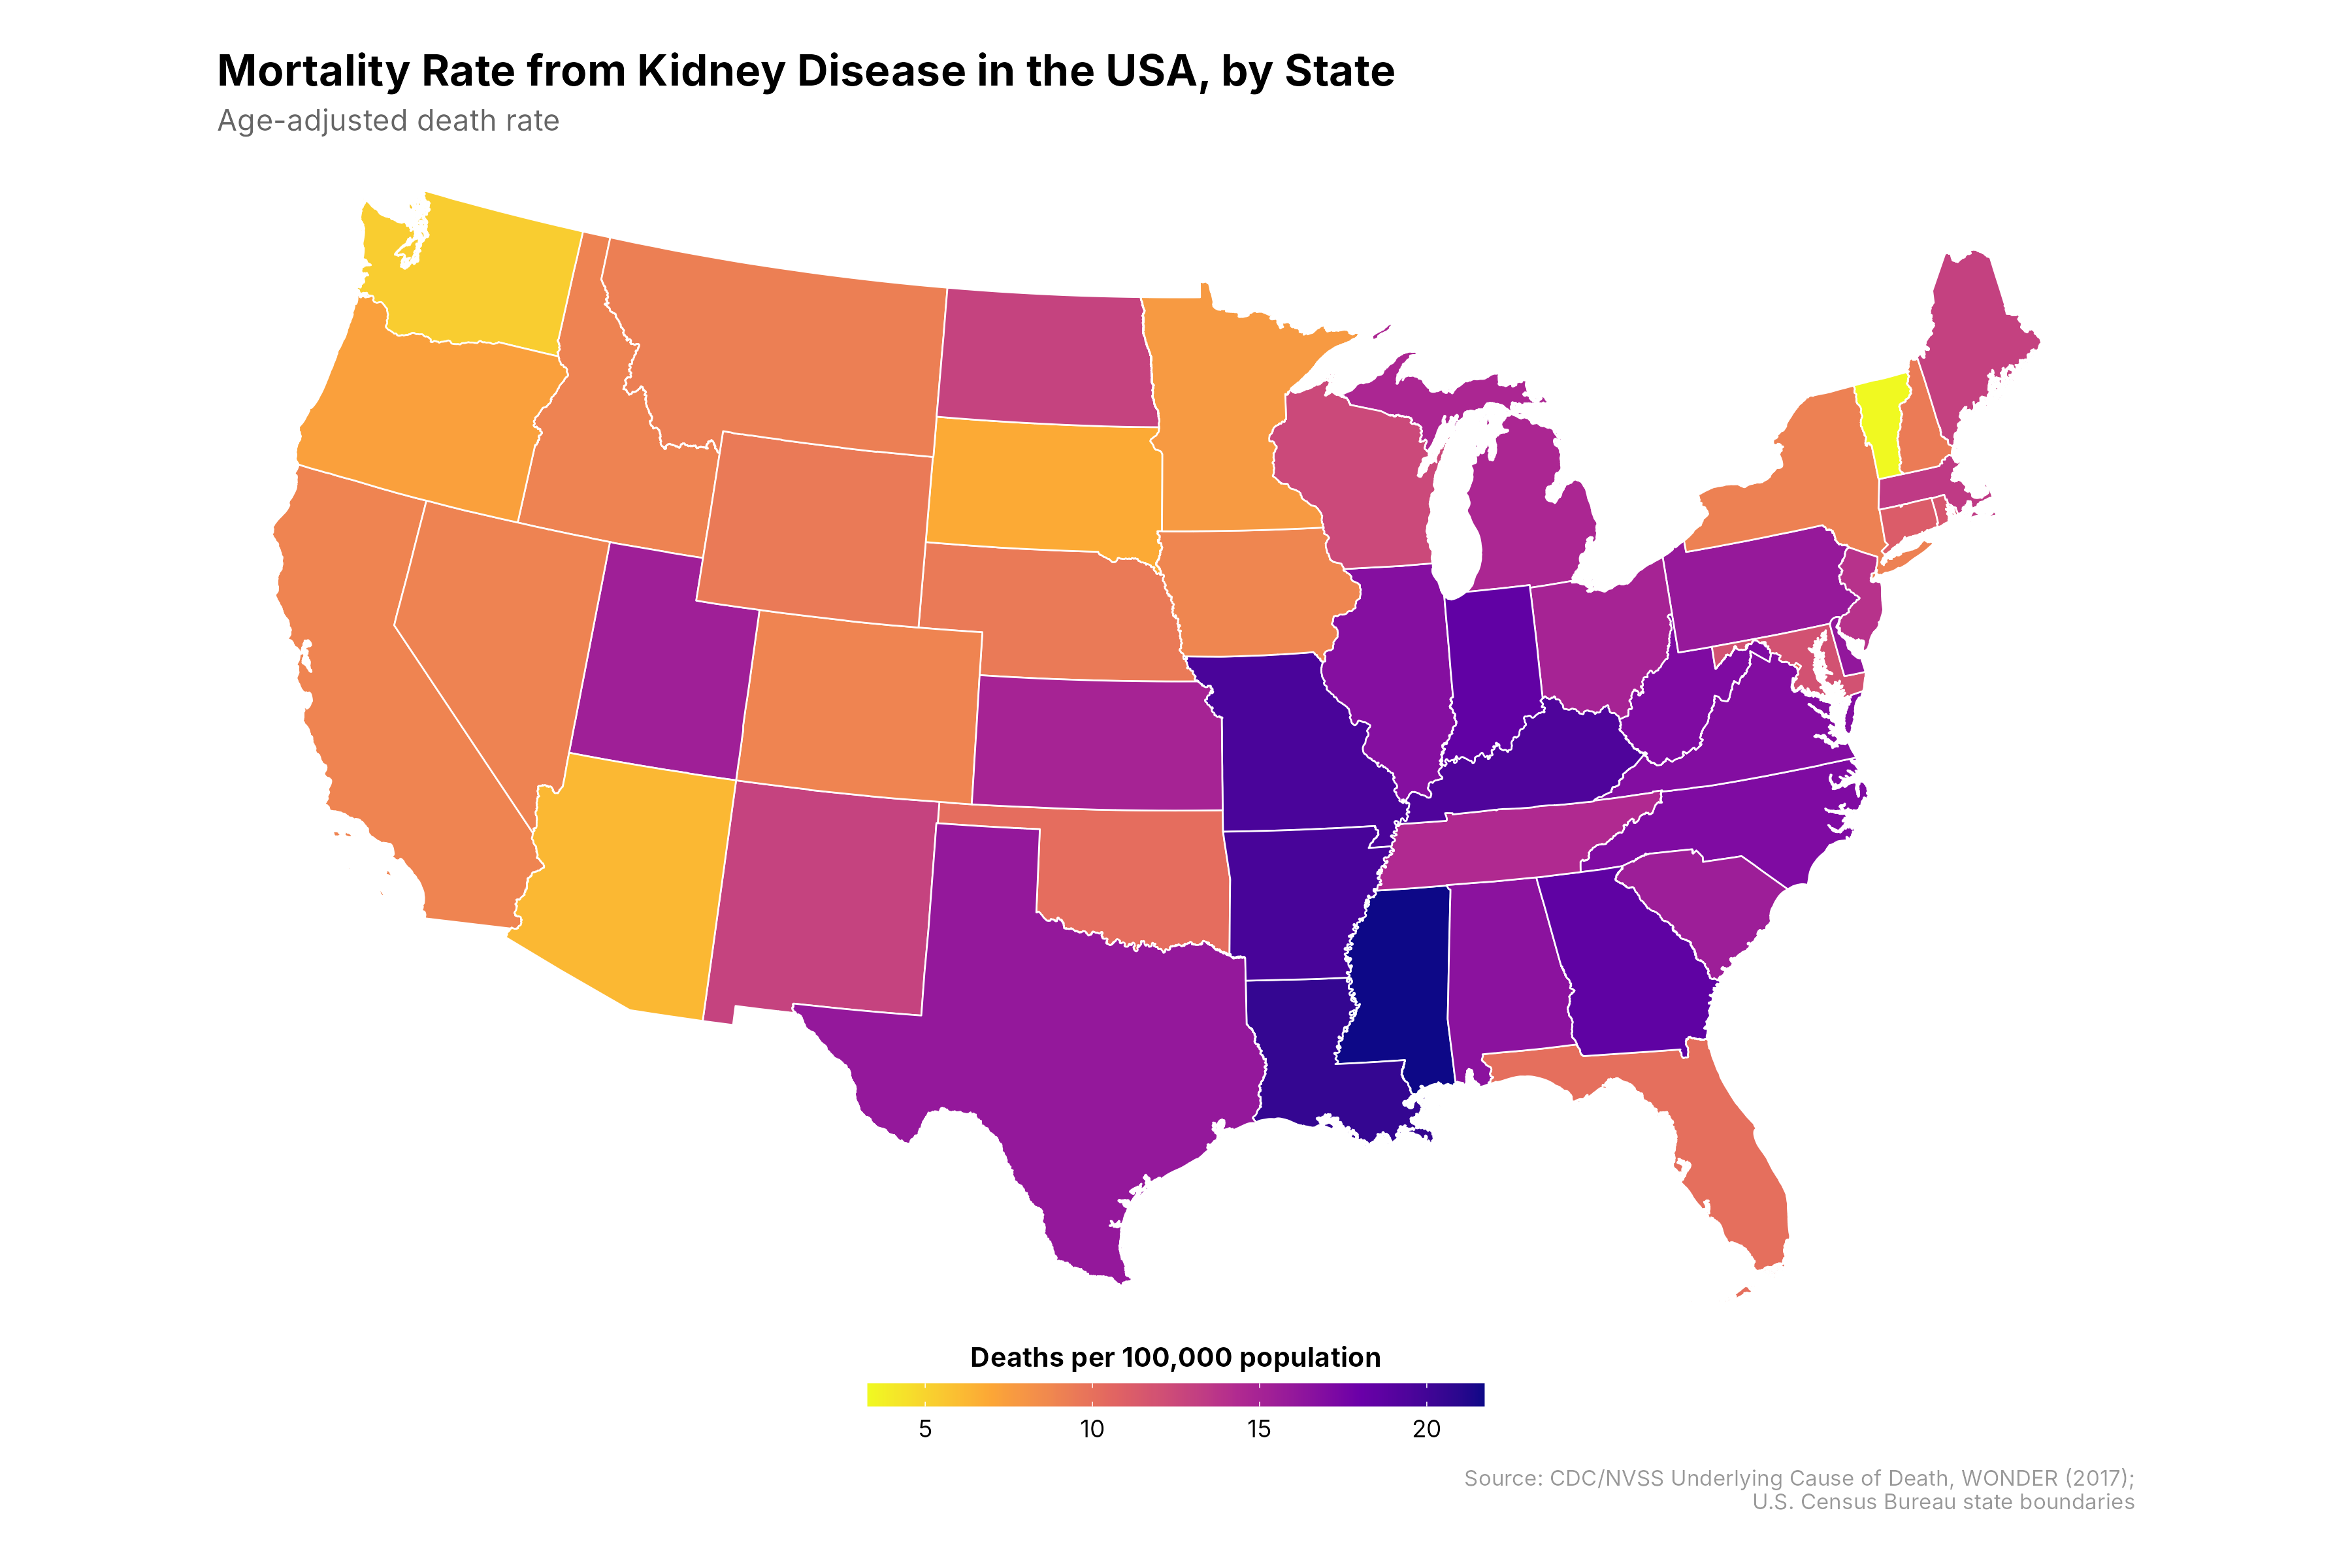 Mortality Rate from Kidney Disease in the USA, by State
Age-adjusted death rate
Deaths per 100,000 population
5 10 15 20
Source: CDC/NVSS Underlying Cause of Death, WONDER (2017);
U.S. Census Bureau state boundaries